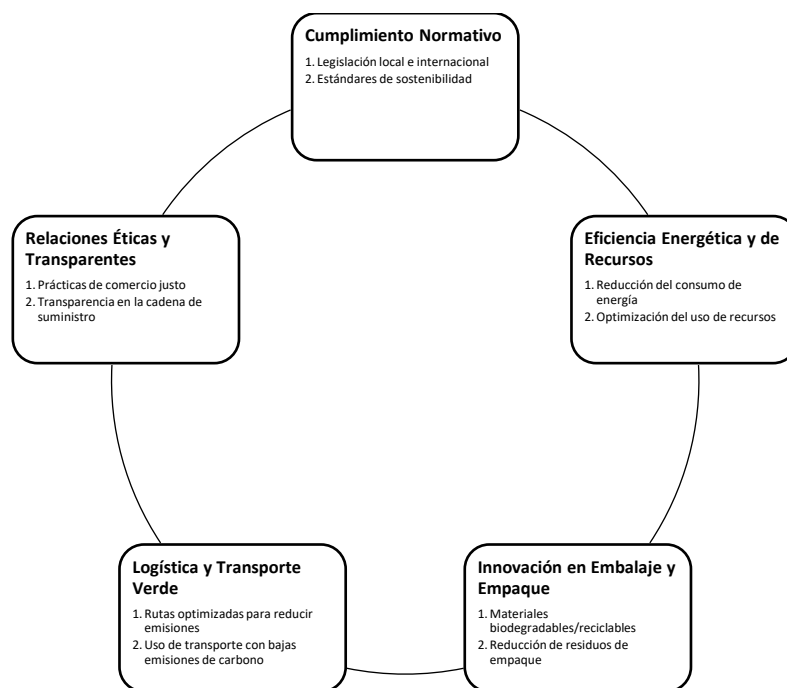 Cumplimiento Normativo
1. Legislación local e internacional
2. Estándares de sostenibilidad
Eficiencia Energética y de
Recursos
1. Reducción del consumo de
energía
2. Optimización del uso de recursos
Innovación en Embalaje y
Empaque
1. Materiales
biodegradables/reciclables
2. Reducción de residuos de
empaque
Logística y Transporte
Verde
1. Rutas optimizadas para reducir
emisiones
2. Uso de transporte con bajas
emisiones de carbono
Relaciones Éticas y
Transparentes
1. Prácticas de comercio justo
2. Transparencia en la cadena de
suministro